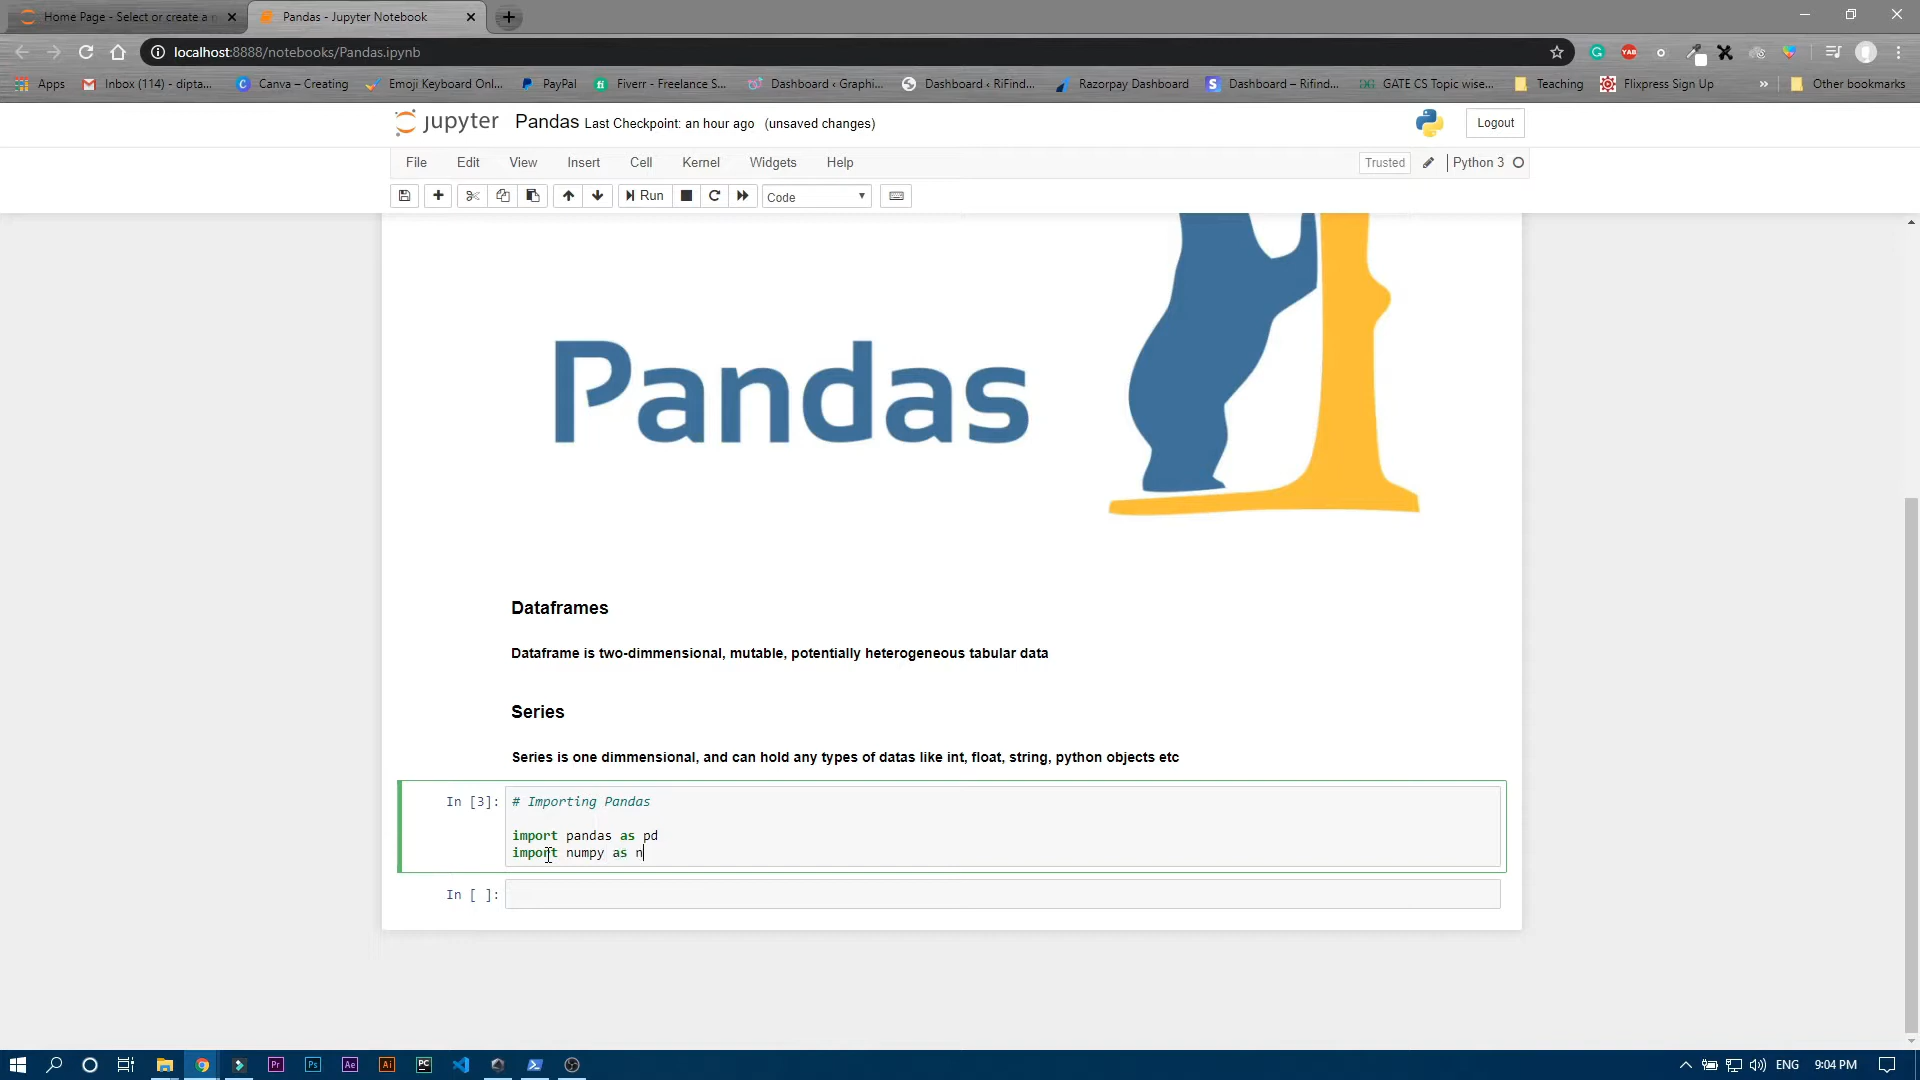 Home Page - Select or create a n
Pandas - Jupyter Notebook
localhost:8888/notebooks/Pandas.ipynb
Apps
Inbox (114) - dipta...
Canva – Creating
Emoji Keyboard Onl...
PayPal
Fiverr - Freelance S...
Dashboard ‹ Graphi...
Dashboard ‹ RiFind...
Razorpay Dashboard
Dashboard – Rifind...
GATE CS Topic wise...
Teaching
Flixpress Sign Up
»
Other bookmarks
jupyter Pandas Last Checkpoint: an hour ago (unsaved changes)
Logout
File Edit View Insert Cell Kernel Widgets Help
Trusted
Python 3
Run
Code
Pandas
Dataframes
Dataframe is two-dimmensional, mutable, potentially heterogeneous tabular data
Series
Series is one dimmensional, and can hold any types of datas like int, float, string, python objects etc
In [3]: # Importing Pandas
import pandas as pd
import numpy as n
In [ ]:
Pr Ps Ae Ai PC
ENG 9:04 PM